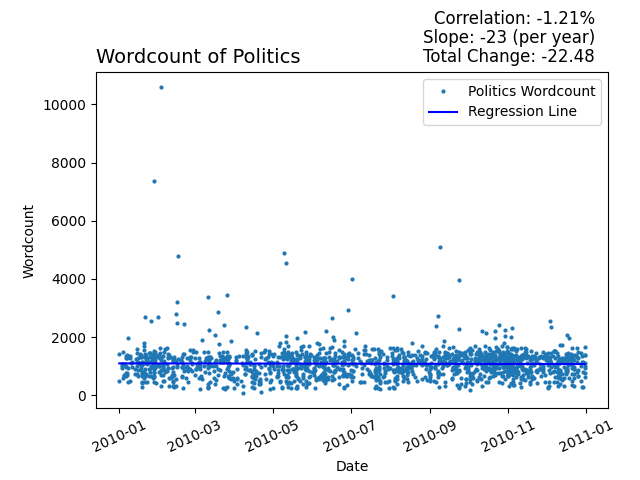 Correlation: -1.21%
Slope: -23 (per year)
Total Change: -22.48
Wordcount of Politics
Politics Wordcount
Regression Line
10000
8000
6000
4000
2000
0
Wordcount
2010-01
2010-03
2010-05
2010-07
2010-09
2010-11
2011-01
Date